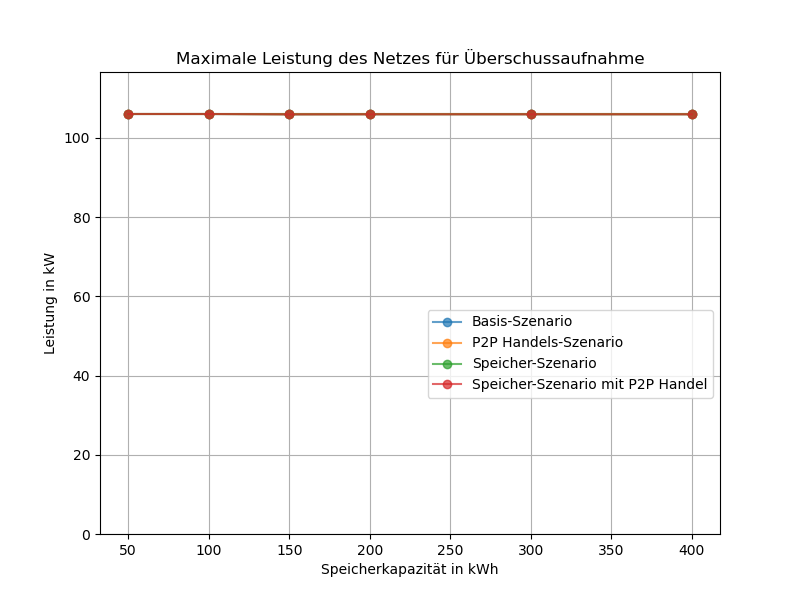 Maximale Leistung des Netzes für Überschussaufnahme
100
80
60
40
20
0
Leistung in kW
Basis-Szenario
P2P Handels-Szenario
Speicher-Szenario
Speicher-Szenario mit P2P Handel
50 100 150 200 250 300 350 400
Speicherkapazität in kWh